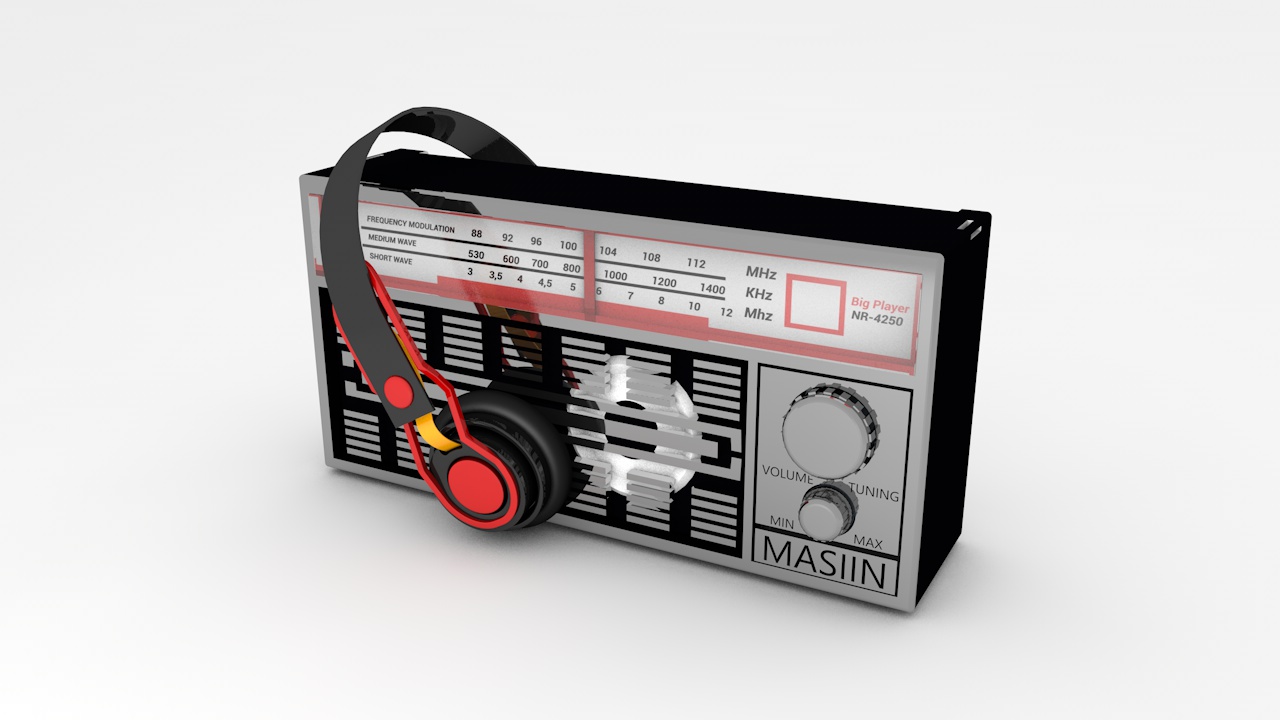 FREQUENCY MODULATION 88 92 96 100 104 108 112 MHz
MEDIUM WAVE 530 600 700 800 1000 1200 1400 KHz
SHORT WAVE 3 3,5 4 4,5 5 6 7 8 10 12 Mhz
Big Player
NR-4250
VOLUME TUNING
MIN MAX
MASIIN